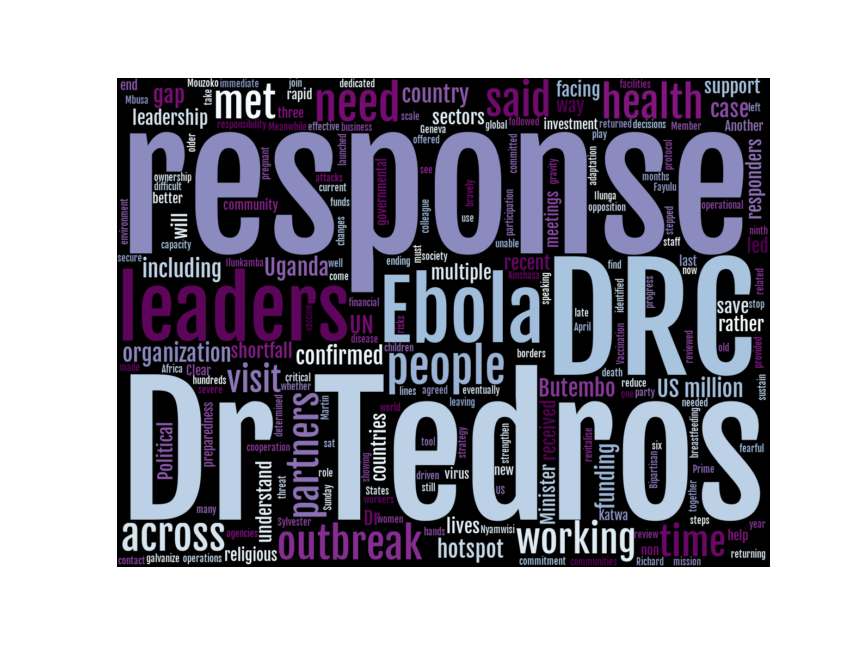 end
Mouzoko
immediate
join
dedicated
facilities
Mbusa
gap
take
met
rapid
need
country
said
facing
way
health
support
case
left
leadership
three
scale
sectors
global
followed
investment
returned
decisions
Member
Another
responsibility
Meanwhile
effective
business
Geneva
offered
play
response
older
pregnant
launched
governmental
see
bravely
committed
gravity
adaptation
protocol
responders
ownership
difficult
better
attacks
current
funds
community
colleague
use
participation
meetings
Ilunga
opposition
months
Fayulu
operational
environment
will
capacity
changes
unable
stepped
staff
ninth
led
secure
including
Ilunkamba
Uganda
well
come
ending
must
society
multiple
recent
Kinshasa
speaking
find
last
now
related
leaders
vaccine
financial
UN
disease
risks
Ebola
DRC
late
April
identified
progress
save
stop
rather
organization
shortfall
confirmed
children
people
borders
Vaccination
reviewed
old
provided
made
Africa
Clear
hundreds
severe
visit
critical
whether
lines
agreed
eventually
leaving
death
Butembo
reduce
one
party
US
million
needed
sustain
Dr
Tedros
Political
preparedness
determined
cooperation
partners
Martin
sat
world
countries
tool
strategy
strengthen
received
revitalise
funding
Bipartisan
six
breastfeeding
Prime
fearful
many
understand
threat
role
Sunday
showing
States
workers
driven
still
virus
new
us
Minister
Katwa
together
steps
year
across
agencies
Sylvester
Dr
women
hands
lives
Nyamwisi
working
review
non
time
help
contact
galvanize
operations
religious
outbreak
hotspot
commitment
communities
Richard
mission
returning